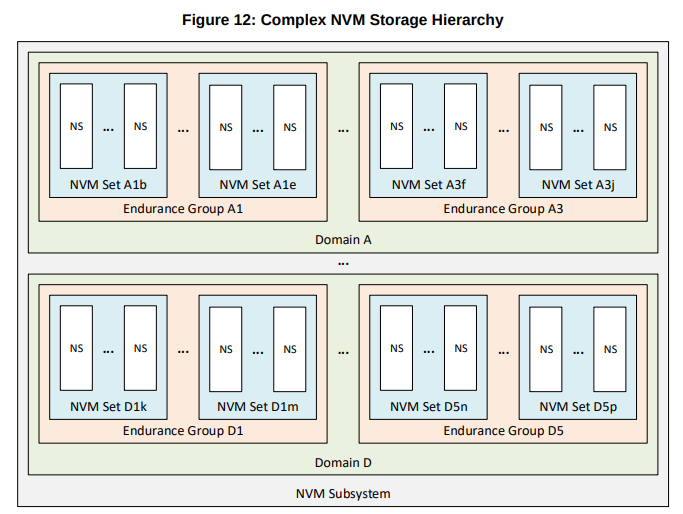 Figure 12: Complex NVM Storage Hierarchy
NS ... NS ... NS ... NS ... NS ... NS ... NS ... NS
NVM Set A1b NVM Set A1e NVM Set A3f NVM Set A3j
Endurance Group A1 Endurance Group A3
Domain A
...
NS ... NS ... NS ... NS ... NS ... NS ... NS ... NS
NVM Set D1k NVM Set D1m NVM Set D5n NVM Set D5p
Endurance Group D1 Endurance Group D5
Domain D
NVM Subsystem